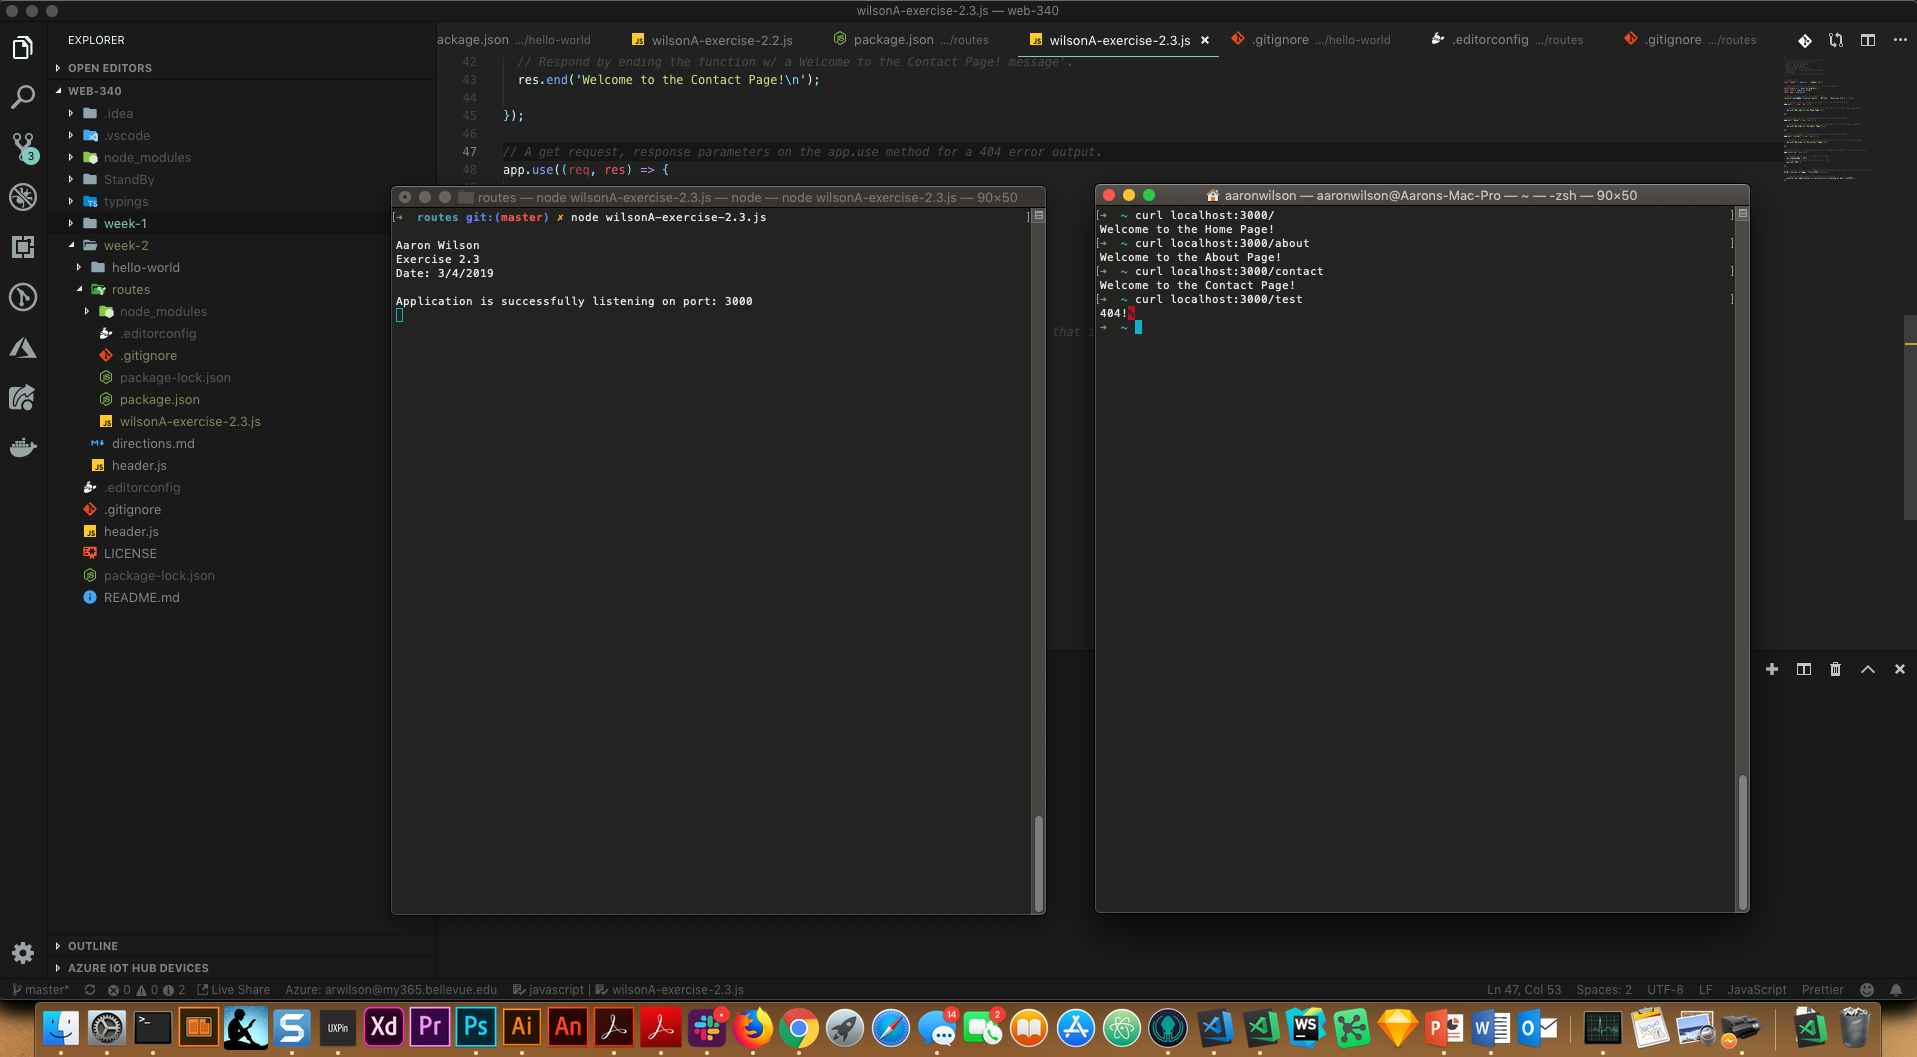 wilsonA-exercise-2.3.js — web-340
EXPLORER
OPEN EDITORS
WEB-340
.idea
.vscode
node_modules
StandBy
typings
week-1
week-2
hello-world
routes
node_modules
.editorconfig
.gitignore
package-lock.json
package.json
wilsonA-exercise-2.3.js
directions.md
header.js
.editorconfig
.gitignore
header.js
LICENSE
package-lock.json
README.md
OUTLINE
AZURE IOT HUB DEVICES
3
ackage.json .../hello-world
wilsonA-exercise-2.2.js
package.json .../routes
wilsonA-exercise-2.3.js
.gitignore .../hello-world
.editorconfig .../routes
.gitignore .../routes
42 // Respond by ending the function w/ a Welcome to the Contact Page! message'.
43 res.end('Welcome to the Contact Page!\n');
44
45 });
46
47 // A get request, response parameters on the app.use method for a 404 error output.
48 app.use((req, res) => {
that i
routes — node wilsonA-exercise-2.3.js — node — node wilsonA-exercise-2.3.js — 90×50
[➜ routes git:(master) ✗ node wilsonA-exercise-2.3.js ]
Aaron Wilson
Exercise 2.3
Date: 3/4/2019
Application is successfully listening on port: 3000
aaronwilson — aaronwilson@Aarons-Mac-Pro — ~ — -zsh — 90×50
[➜ ~ curl localhost:3000/ ]
Welcome to the Home Page!
[➜ ~ curl localhost:3000/about ]
Welcome to the About Page!
[➜ ~ curl localhost:3000/contact ]
Welcome to the Contact Page!
[➜ ~ curl localhost:3000/test ]
404!%
➜ ~
master* 0 0 2 Live Share Azure: arwilson@my365.bellevue.edu javascript | wilsonA-exercise-2.3.js
Ln 47, Col 53 Spaces: 2 UTF-8 LF JavaScript Prettier
UXPin Xd Pr Ps Ai An 14 2 WS P W O